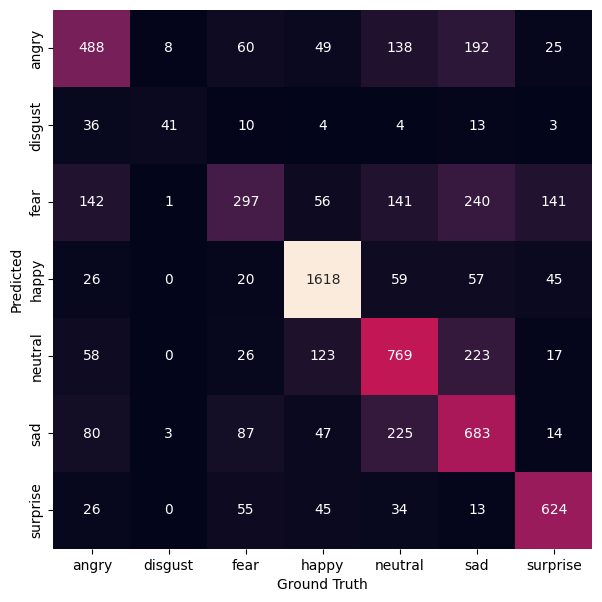 angry 488 8 60 49 138 192 25
disgust 36 41 10 4 4 13 3
fear 142 1 297 56 141 240 141
happy 26 0 20 1618 59 57 45
neutral 58 0 26 123 769 223 17
sad 80 3 87 47 225 683 14
surprise 26 0 55 45 34 13 624
Predicted
angry disgust fear happy neutral sad surprise
Ground Truth